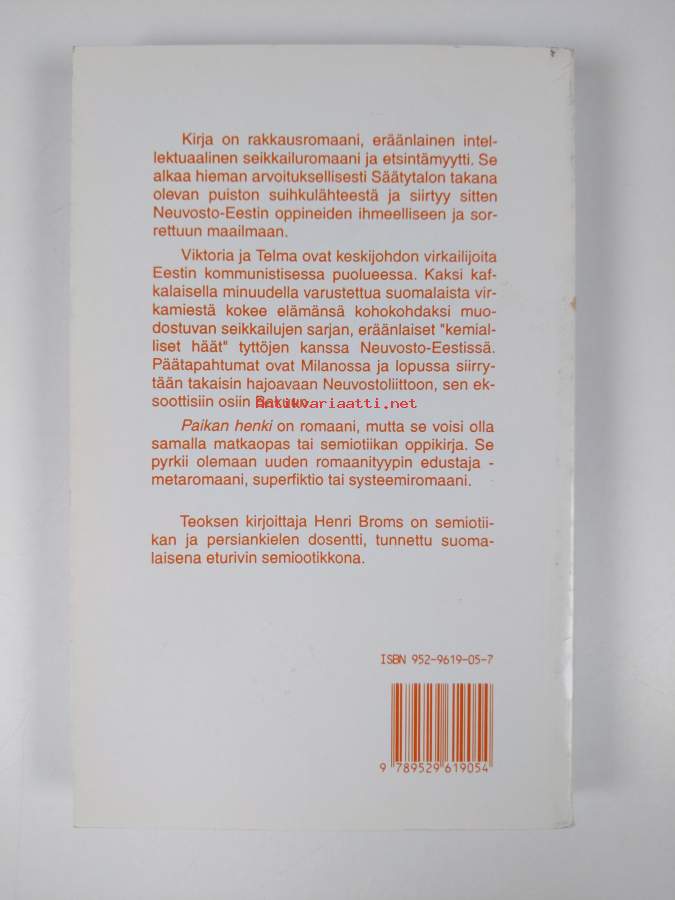 Kirja on rakkausromaani, eräänlainen intel-
lektuaalinen seikkailuromaani ja etsintämyytti. Se
alkaa hieman arvoituksellisesti Säätytalon takana
olevan puiston suihkulähteestä ja siirtyy sitten
Neuvosto-Eestin oppineiden ihmeelliseen ja sor-
rettuun maailmaan.
Viktoria ja Telma ovat keskijohdon virkailijoita
Eestin kommunistisessa puolueessa. Kaksi kaf-
kalaisella minuudella varustettua suomalaista vir-
kamiestä kokee elämänsä kohokohdaksi muo-
dostuvan seikkailujen sarjan, eräänlaiset "kemial-
liset häät" tyttöjen kanssa Neuvosto-Eestissä.
Päätapahtumat ovat Milanossa ja lopussa siirry-
tään takaisin hajoavaan Neuvostoliittoon, sen ek-
soottisiin osiin Bakuun.
antikvariaatti.net
Paikan henki on romaani, mutta se voisi olla
samalla matkaopas tai semiotiikan oppikirja. Se
pyrkii olemaan uuden romaanityypin edustaja -
metaromaani, superfiktio tai systeemiromaani.
Teoksen kirjoittaja Henri Broms on semiotii-
kan ja persiankielen dosentti, tunnettu suoma-
laisena eturivin semiootikkona.
ISBN 952-9619-05-7
9 789529 619054